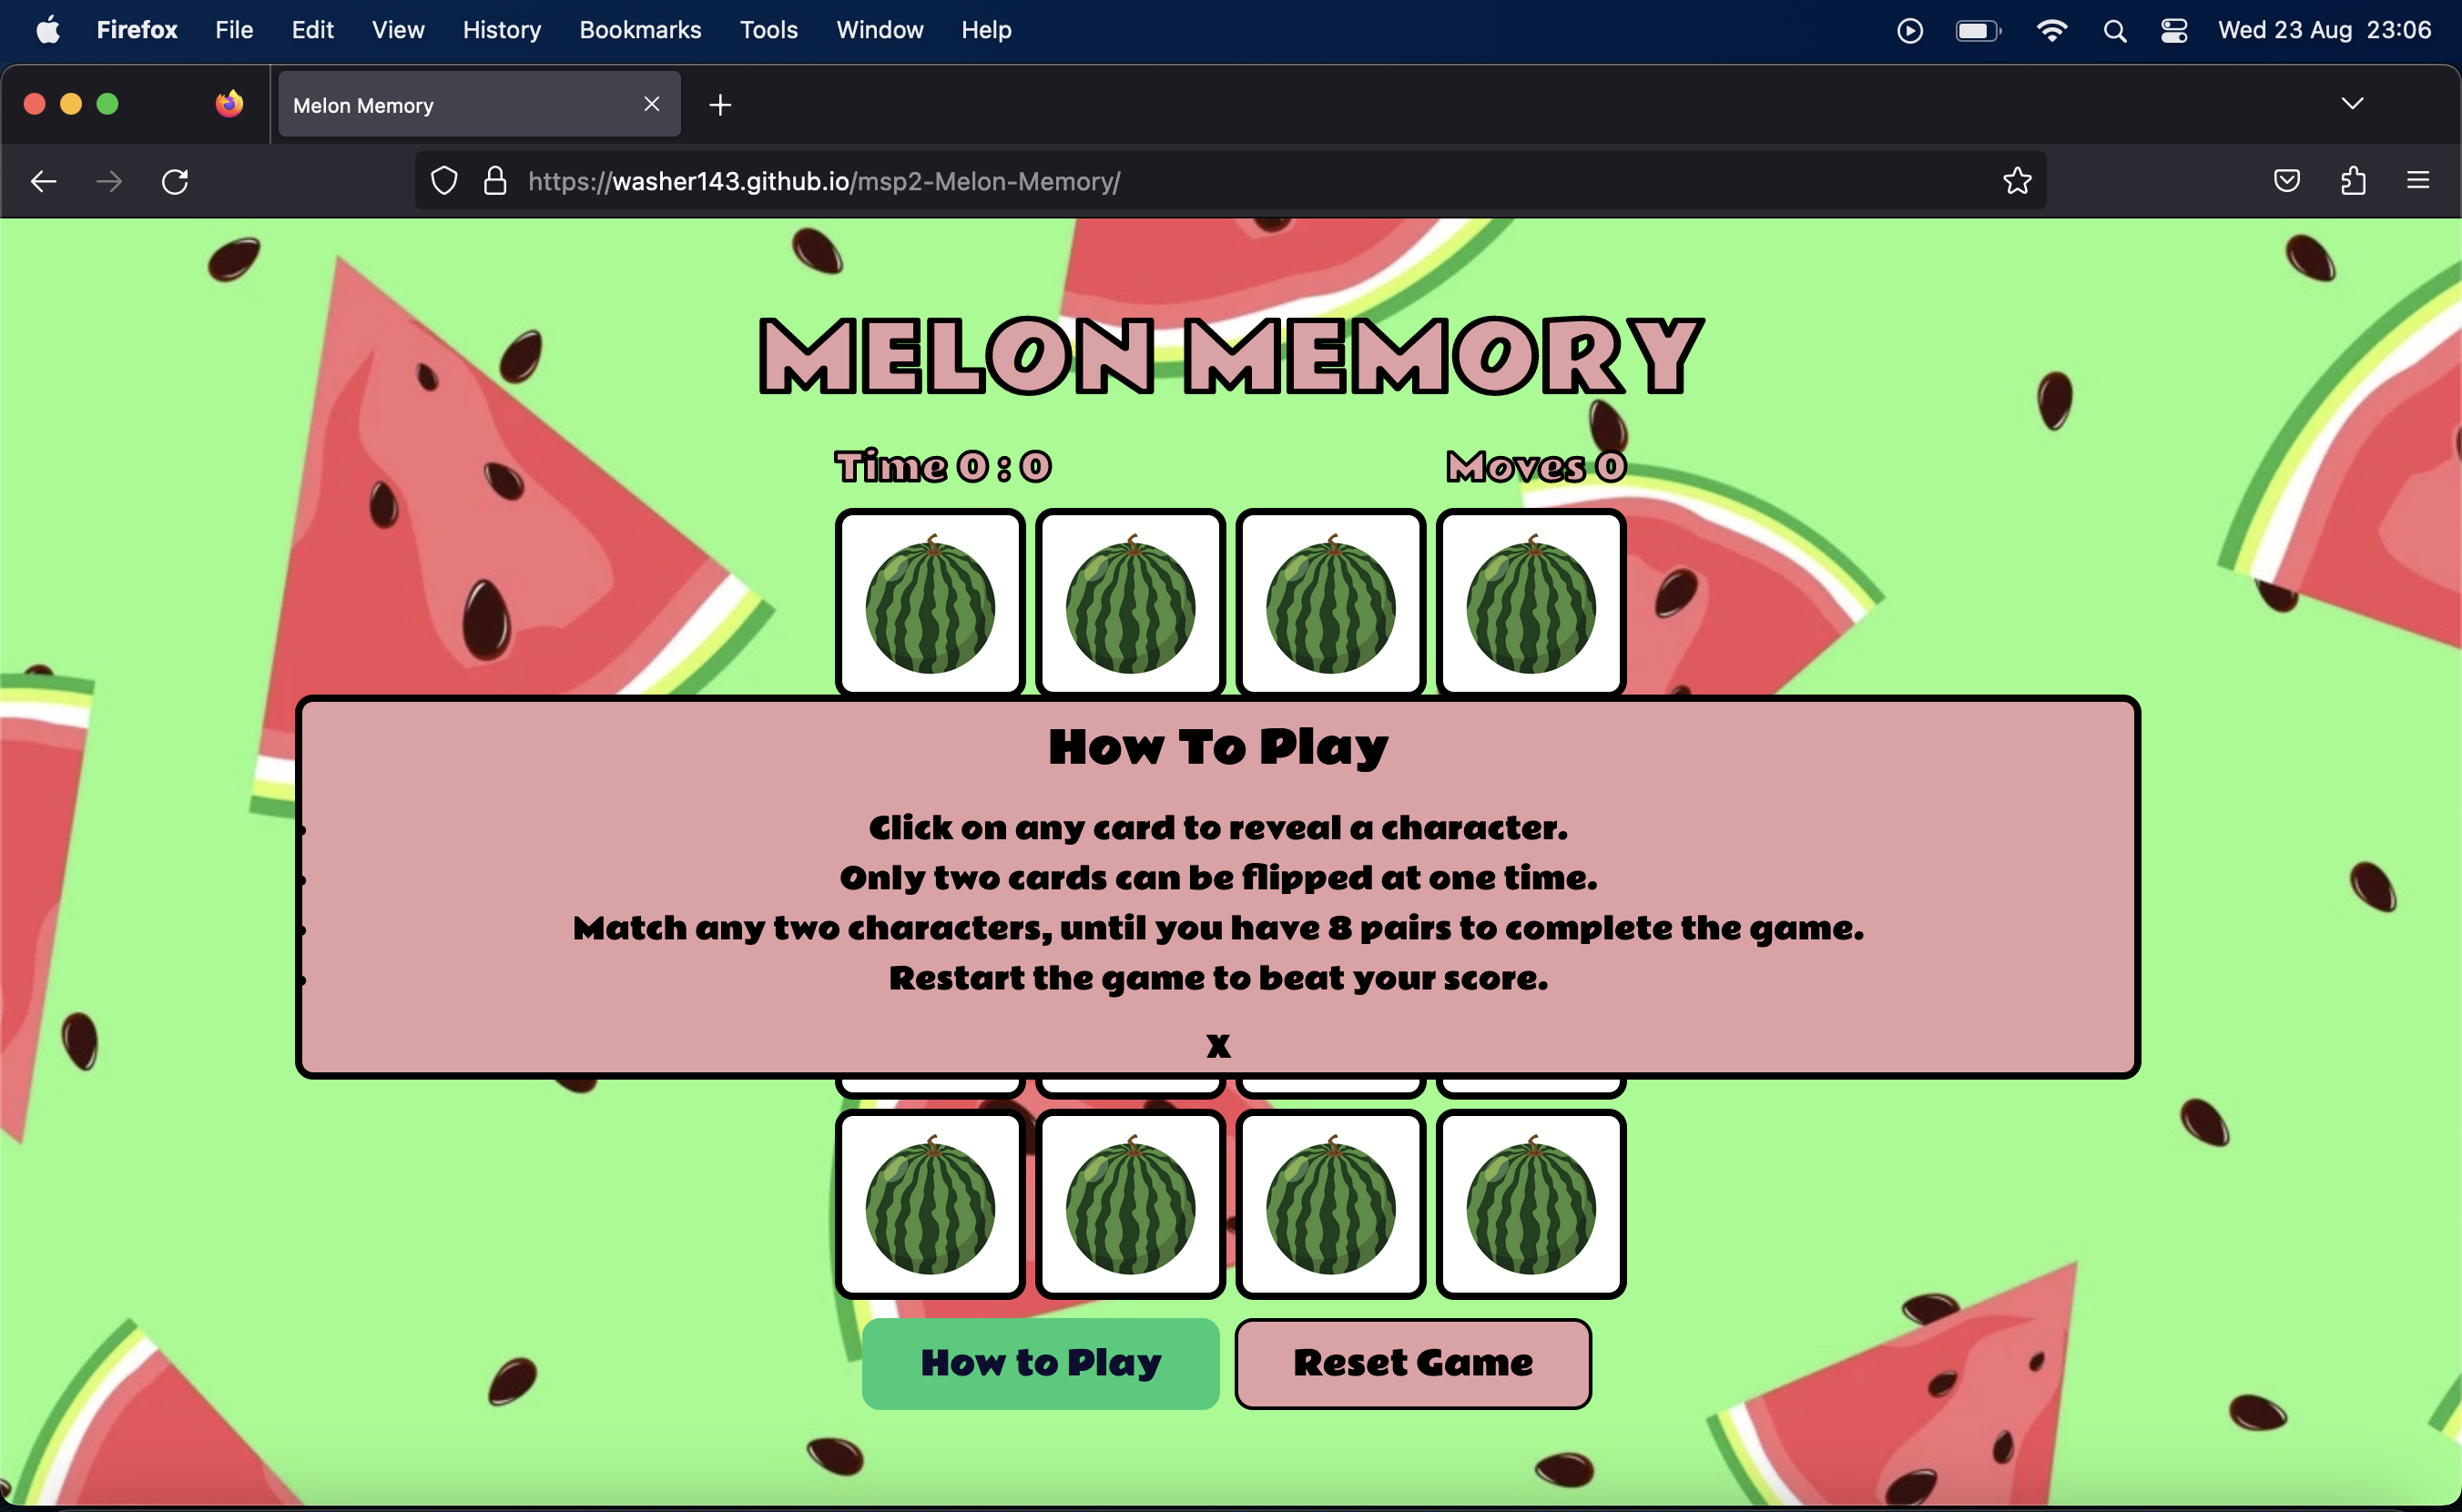 Firefox File Edit View History Bookmarks Tools Window Help Wed 23 Aug 23:06
Melon Memory
https://washer143.github.io/msp2-Melon-Memory/
MELON MEMORY
Time 0 : 0 Moves 0
How To Play
Click on any card to reveal a character.
Only two cards can be flipped at one time.
Match any two characters, until you have 8 pairs to complete the game.
Restart the game to beat your score.
X
How to Play Reset Game